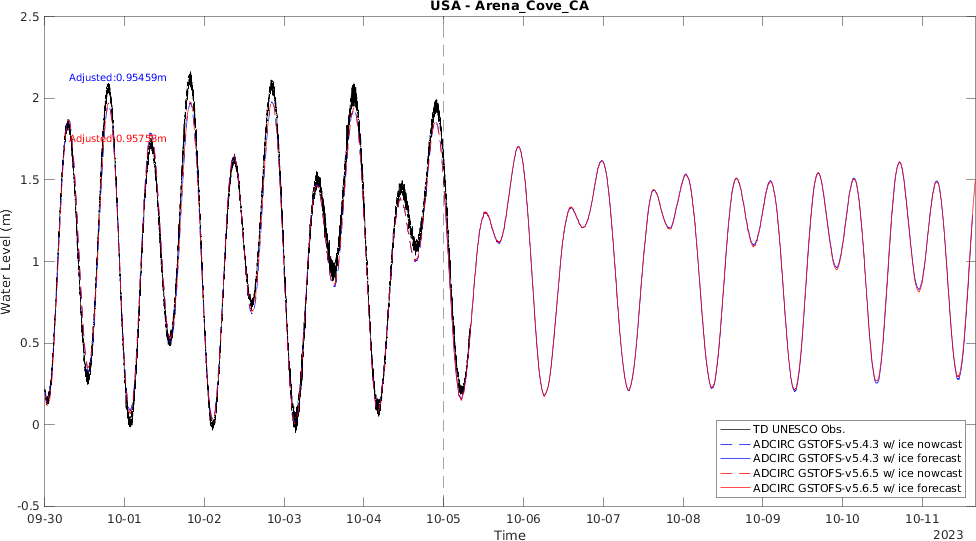 USA - Arena_Cove_CA
2.5
2
1.5
1
0.5
0
-0.5
Water Level (m)
Adjusted:0.95459m
Adjusted:0.95753m
09-30 10-01 10-02 10-03 10-04 10-05 10-06 10-07 10-08 10-09 10-10 10-11
Time
2023
TD UNESCO Obs.
ADCIRC GSTOFS-v5.4.3 w/ ice nowcast
ADCIRC GSTOFS-v5.4.3 w/ ice forecast
ADCIRC GSTOFS-v5.6.5 w/ ice nowcast
ADCIRC GSTOFS-v5.6.5 w/ ice forecast